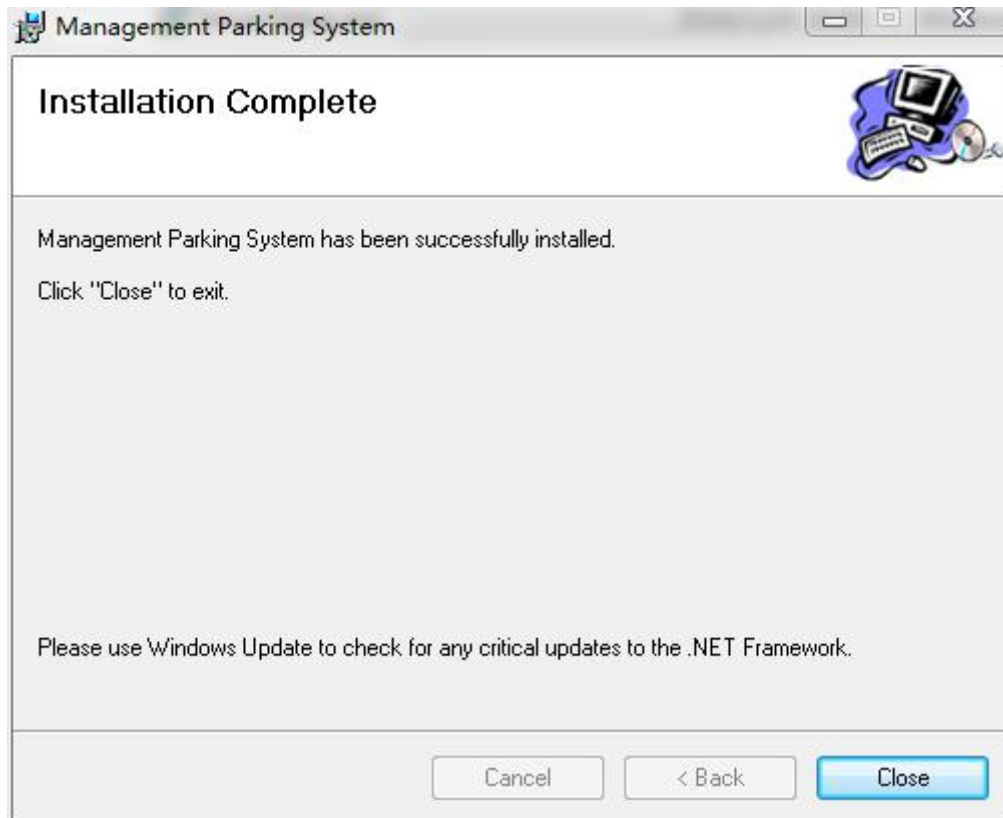 Management Parking System
Installation Complete
Management Parking System has been successfully installed.
Click "Close" to exit.
Please use Windows Update to check for any critical updates to the .NET Framework.
Cancel
< Back
Close